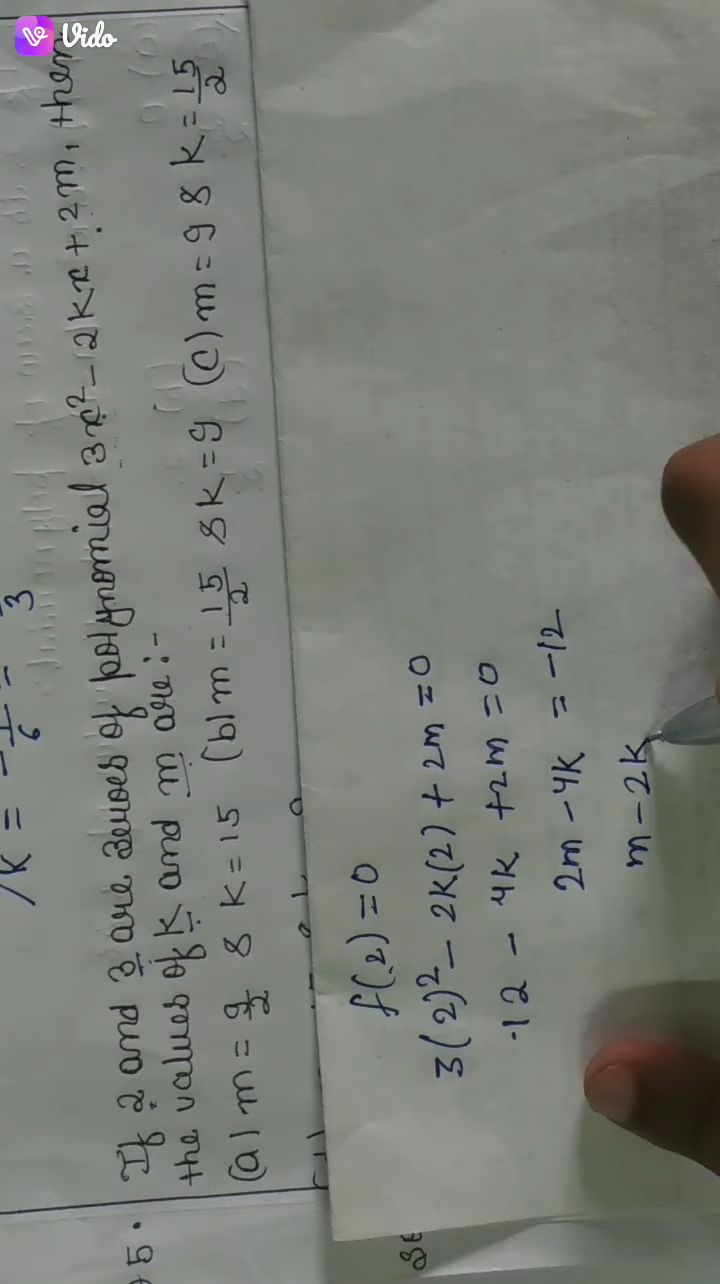 Vido
/K = -1/6 = 3
5. If 2 and 3 are zeroes of polynomial 3x² - 2kx + 2m, then
the values of k and m are :-
(a) m = 9/2 & K = 15 (b) m = 15/2 & K = 9 (c) m = 9 & K = 15/2
f(2) = 0
3(2)² - 2K(2) + 2m = 0
12 - 4K + 2m = 0
2m - 4K = -12
m - 2K